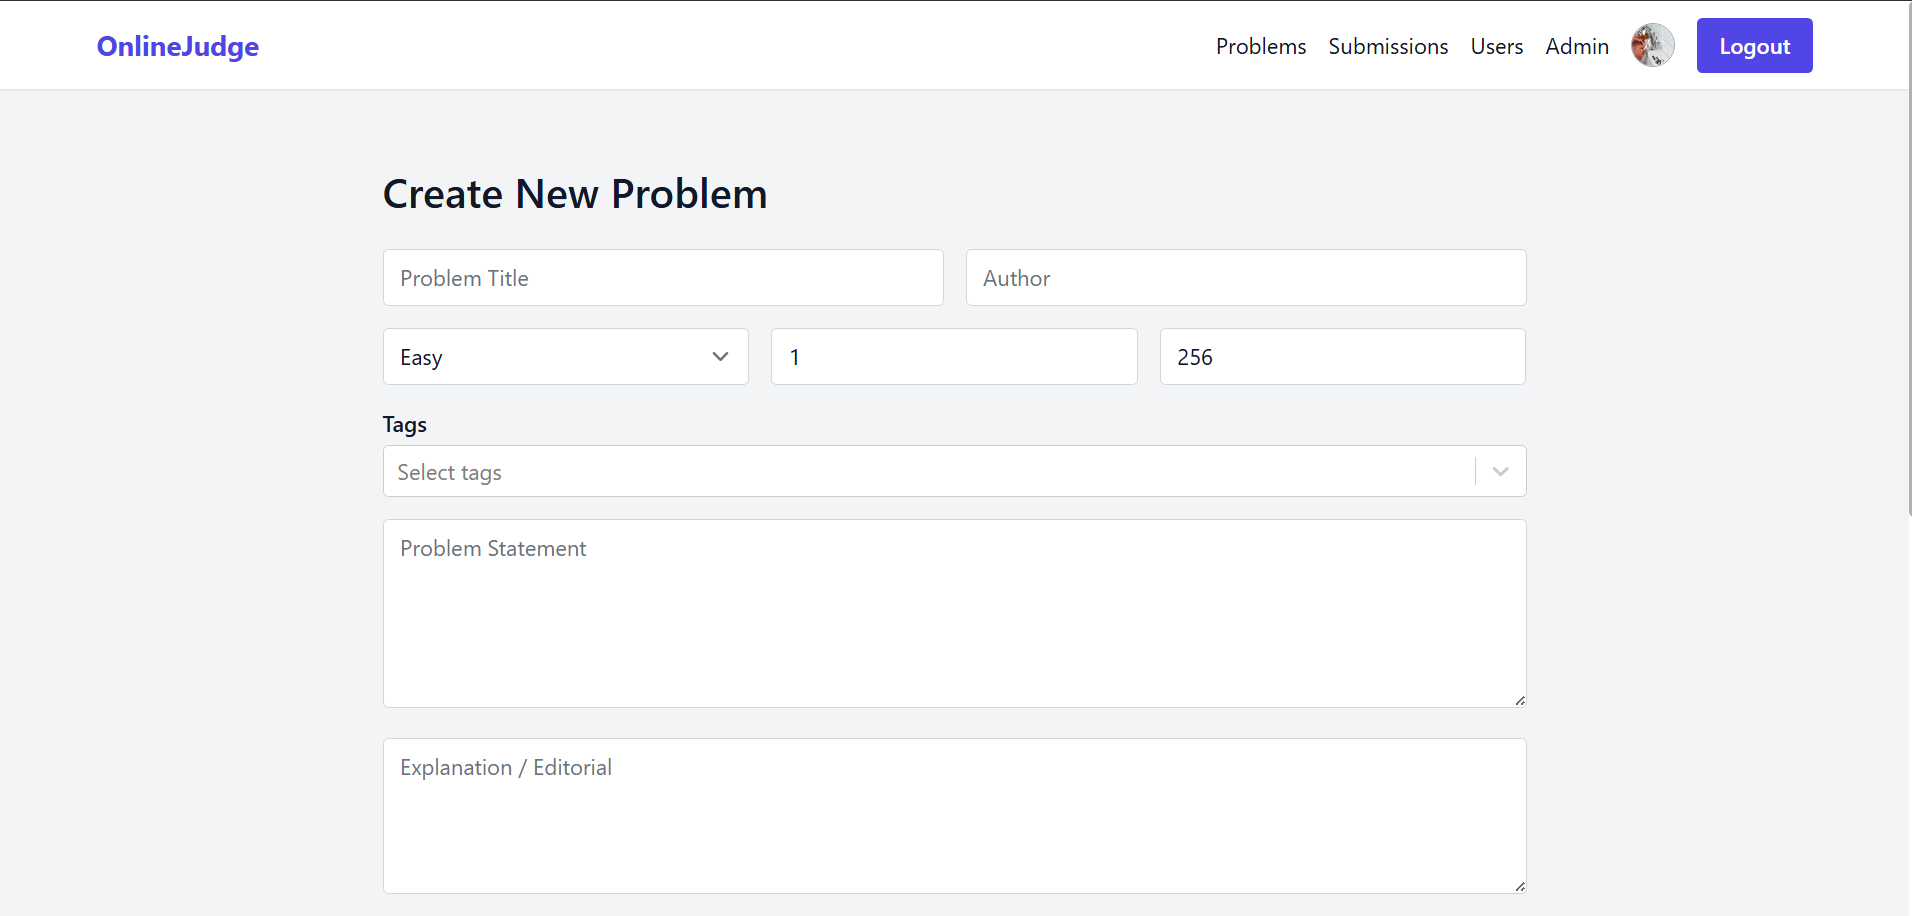 OnlineJudge Problems Submissions Users Admin Logout
Create New Problem
Problem Title Author
Easy 1 256
Tags
Select tags
Problem Statement
Explanation / Editorial